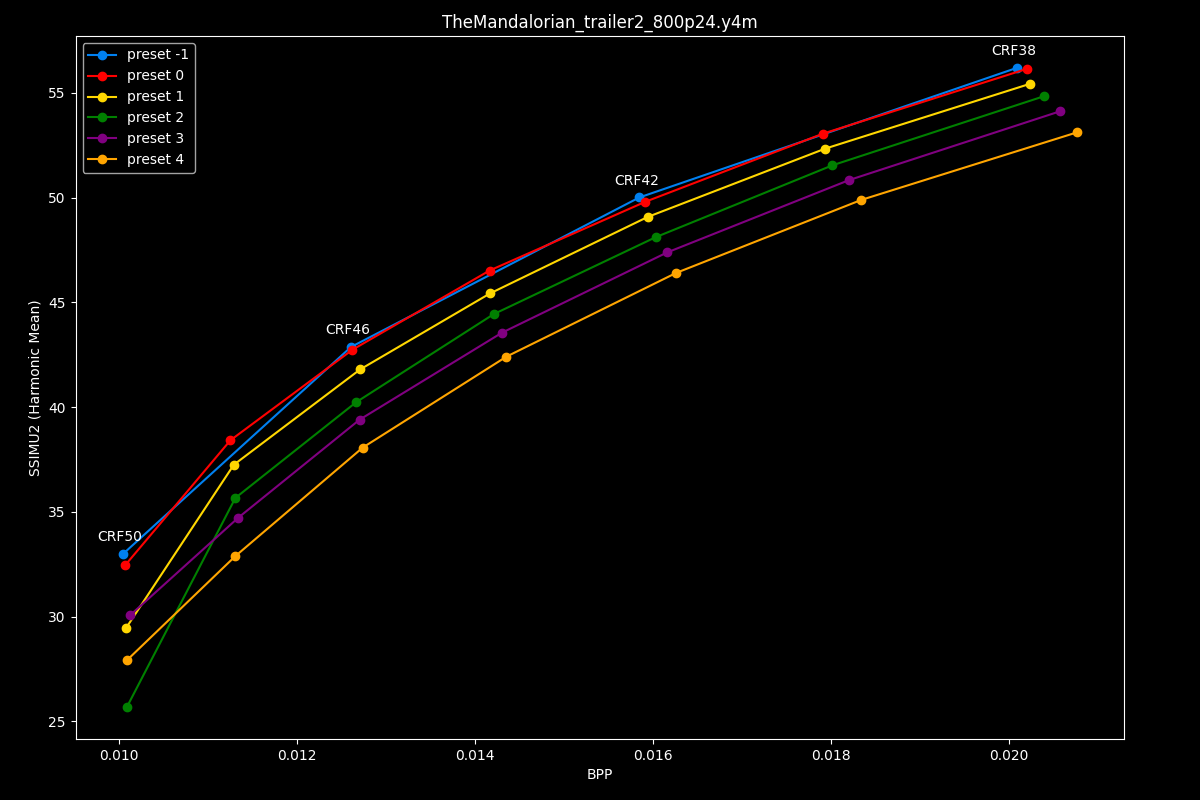 TheMandalorian_trailer2_800p24.y4m
preset -1
preset 0
preset 1
preset 2
preset 3
preset 4
CRF38
CRF42
CRF46
CRF50
55
50
45
40
35
30
25
SSIMU2 (Harmonic Mean)
0.010 0.012 0.014 0.016 0.018 0.020
BPP